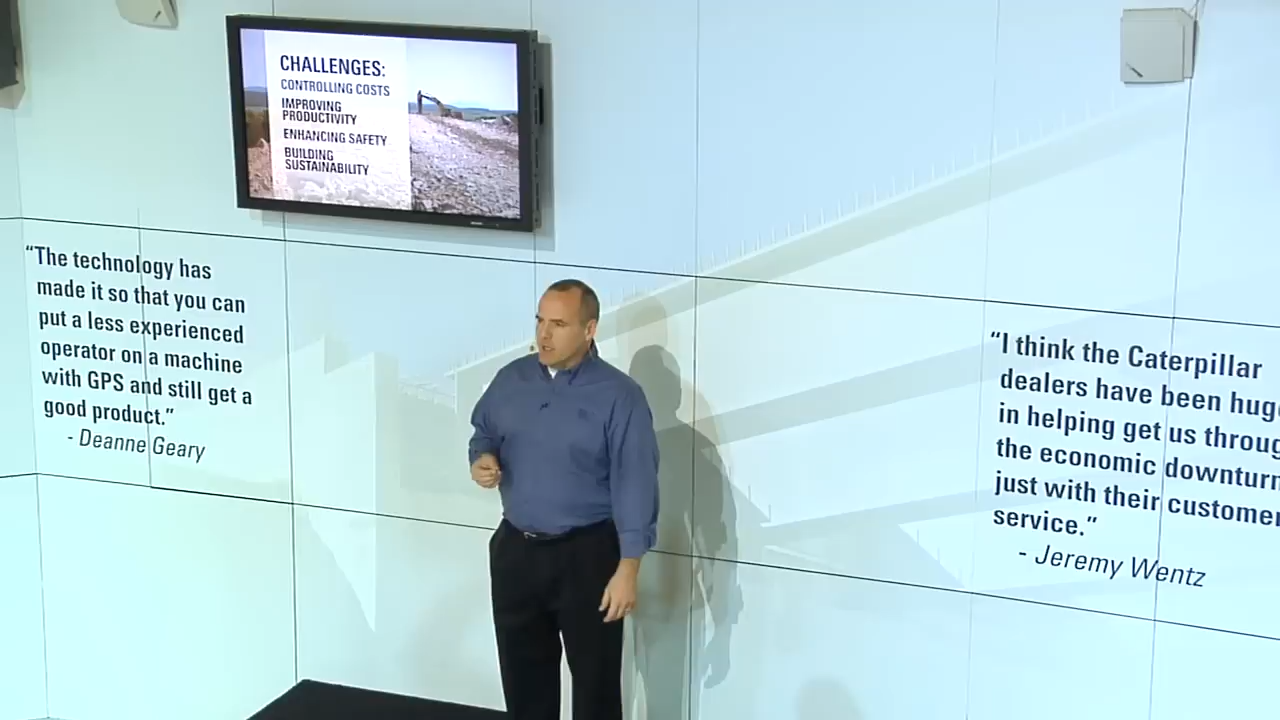 CHALLENGES:
CONTROLLING COSTS
IMPROVING
PRODUCTIVITY
ENHANCING SAFETY
BUILDING
SUSTAINABILITY
“The technology has
made it so that you can
put a less experienced
operator on a machine
with GPS and still get a
good product.”
- Deanne Geary
“I think the Caterpillar
dealers have been hug
in helping get us throug
the economic downturn
just with their customer
service.”
- Jeremy Wentz